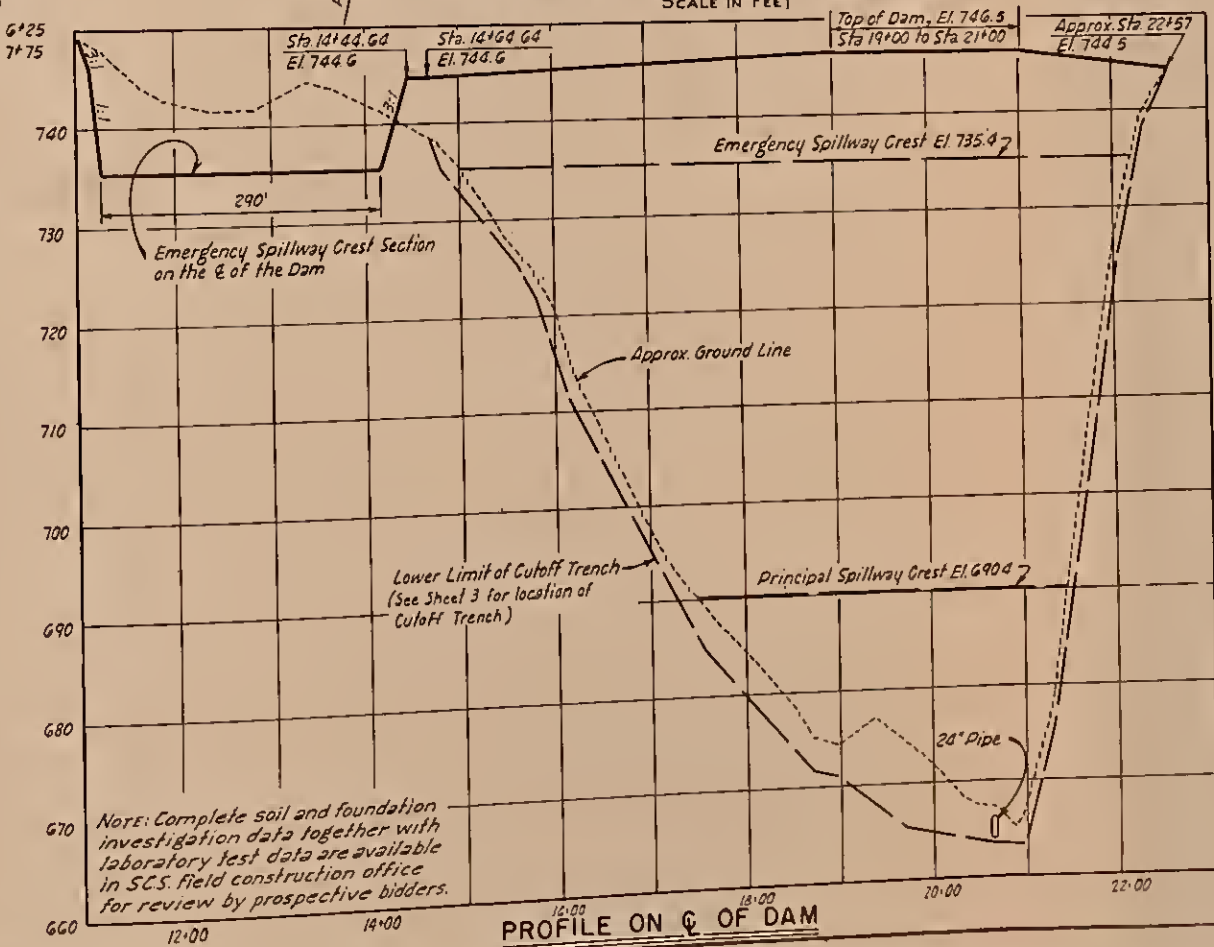 SCALE IN FEET
6+25
7+75
Sta. 14+44.64
El. 744.6
Sta. 14+64 64
El. 744.6
Top of Dam, El. 746.5
Sta 19+00 to Sta 21+00
Approx. Sta. 22+57
El. 744 5
1:1
3:1
740
Emergency Spillway Crest El. 735.4
290'
730
Emergency Spillway Crest Section
on the ℄ of the Dam
720
Approx. Ground Line
710
700
Lower Limit of Cutoff Trench
(See Sheet 3 for location of
Cutoff Trench)
Principal Spillway Crest El. 690 4
690
680
24" Pipe
670
NOTE: Complete soil and foundation
investigation data together with
laboratory test data are available
in S.C.S. field construction office
for review by prospective bidders.
660
12+00
14+00
16+00
18+00
20+00
22+00
PROFILE ON ℄ OF DAM